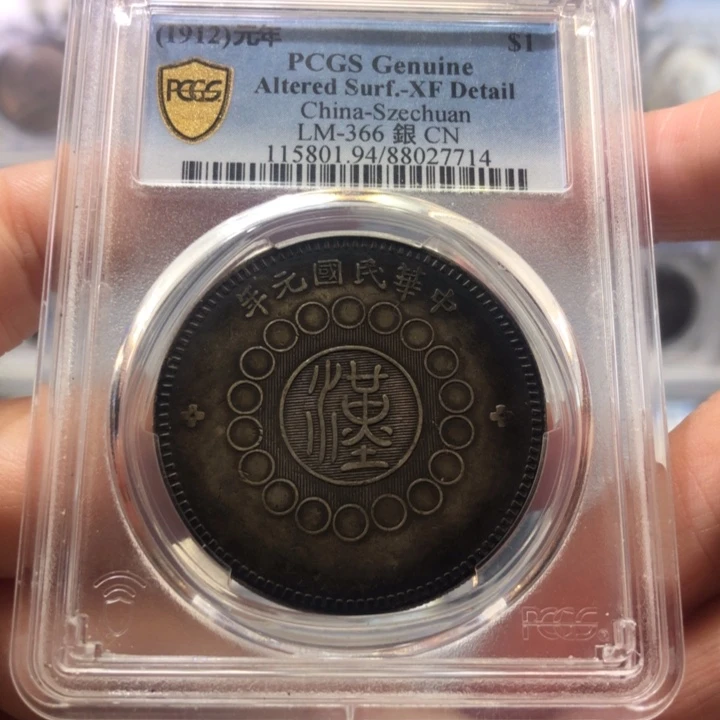 (1912)元年 $1
PCGS
PCGS Genuine
Altered Surf.-XF Detail
China-Szechuan
LM-366 銀 CN
115801.94/88027714
年元國民華中
漢
PCGS